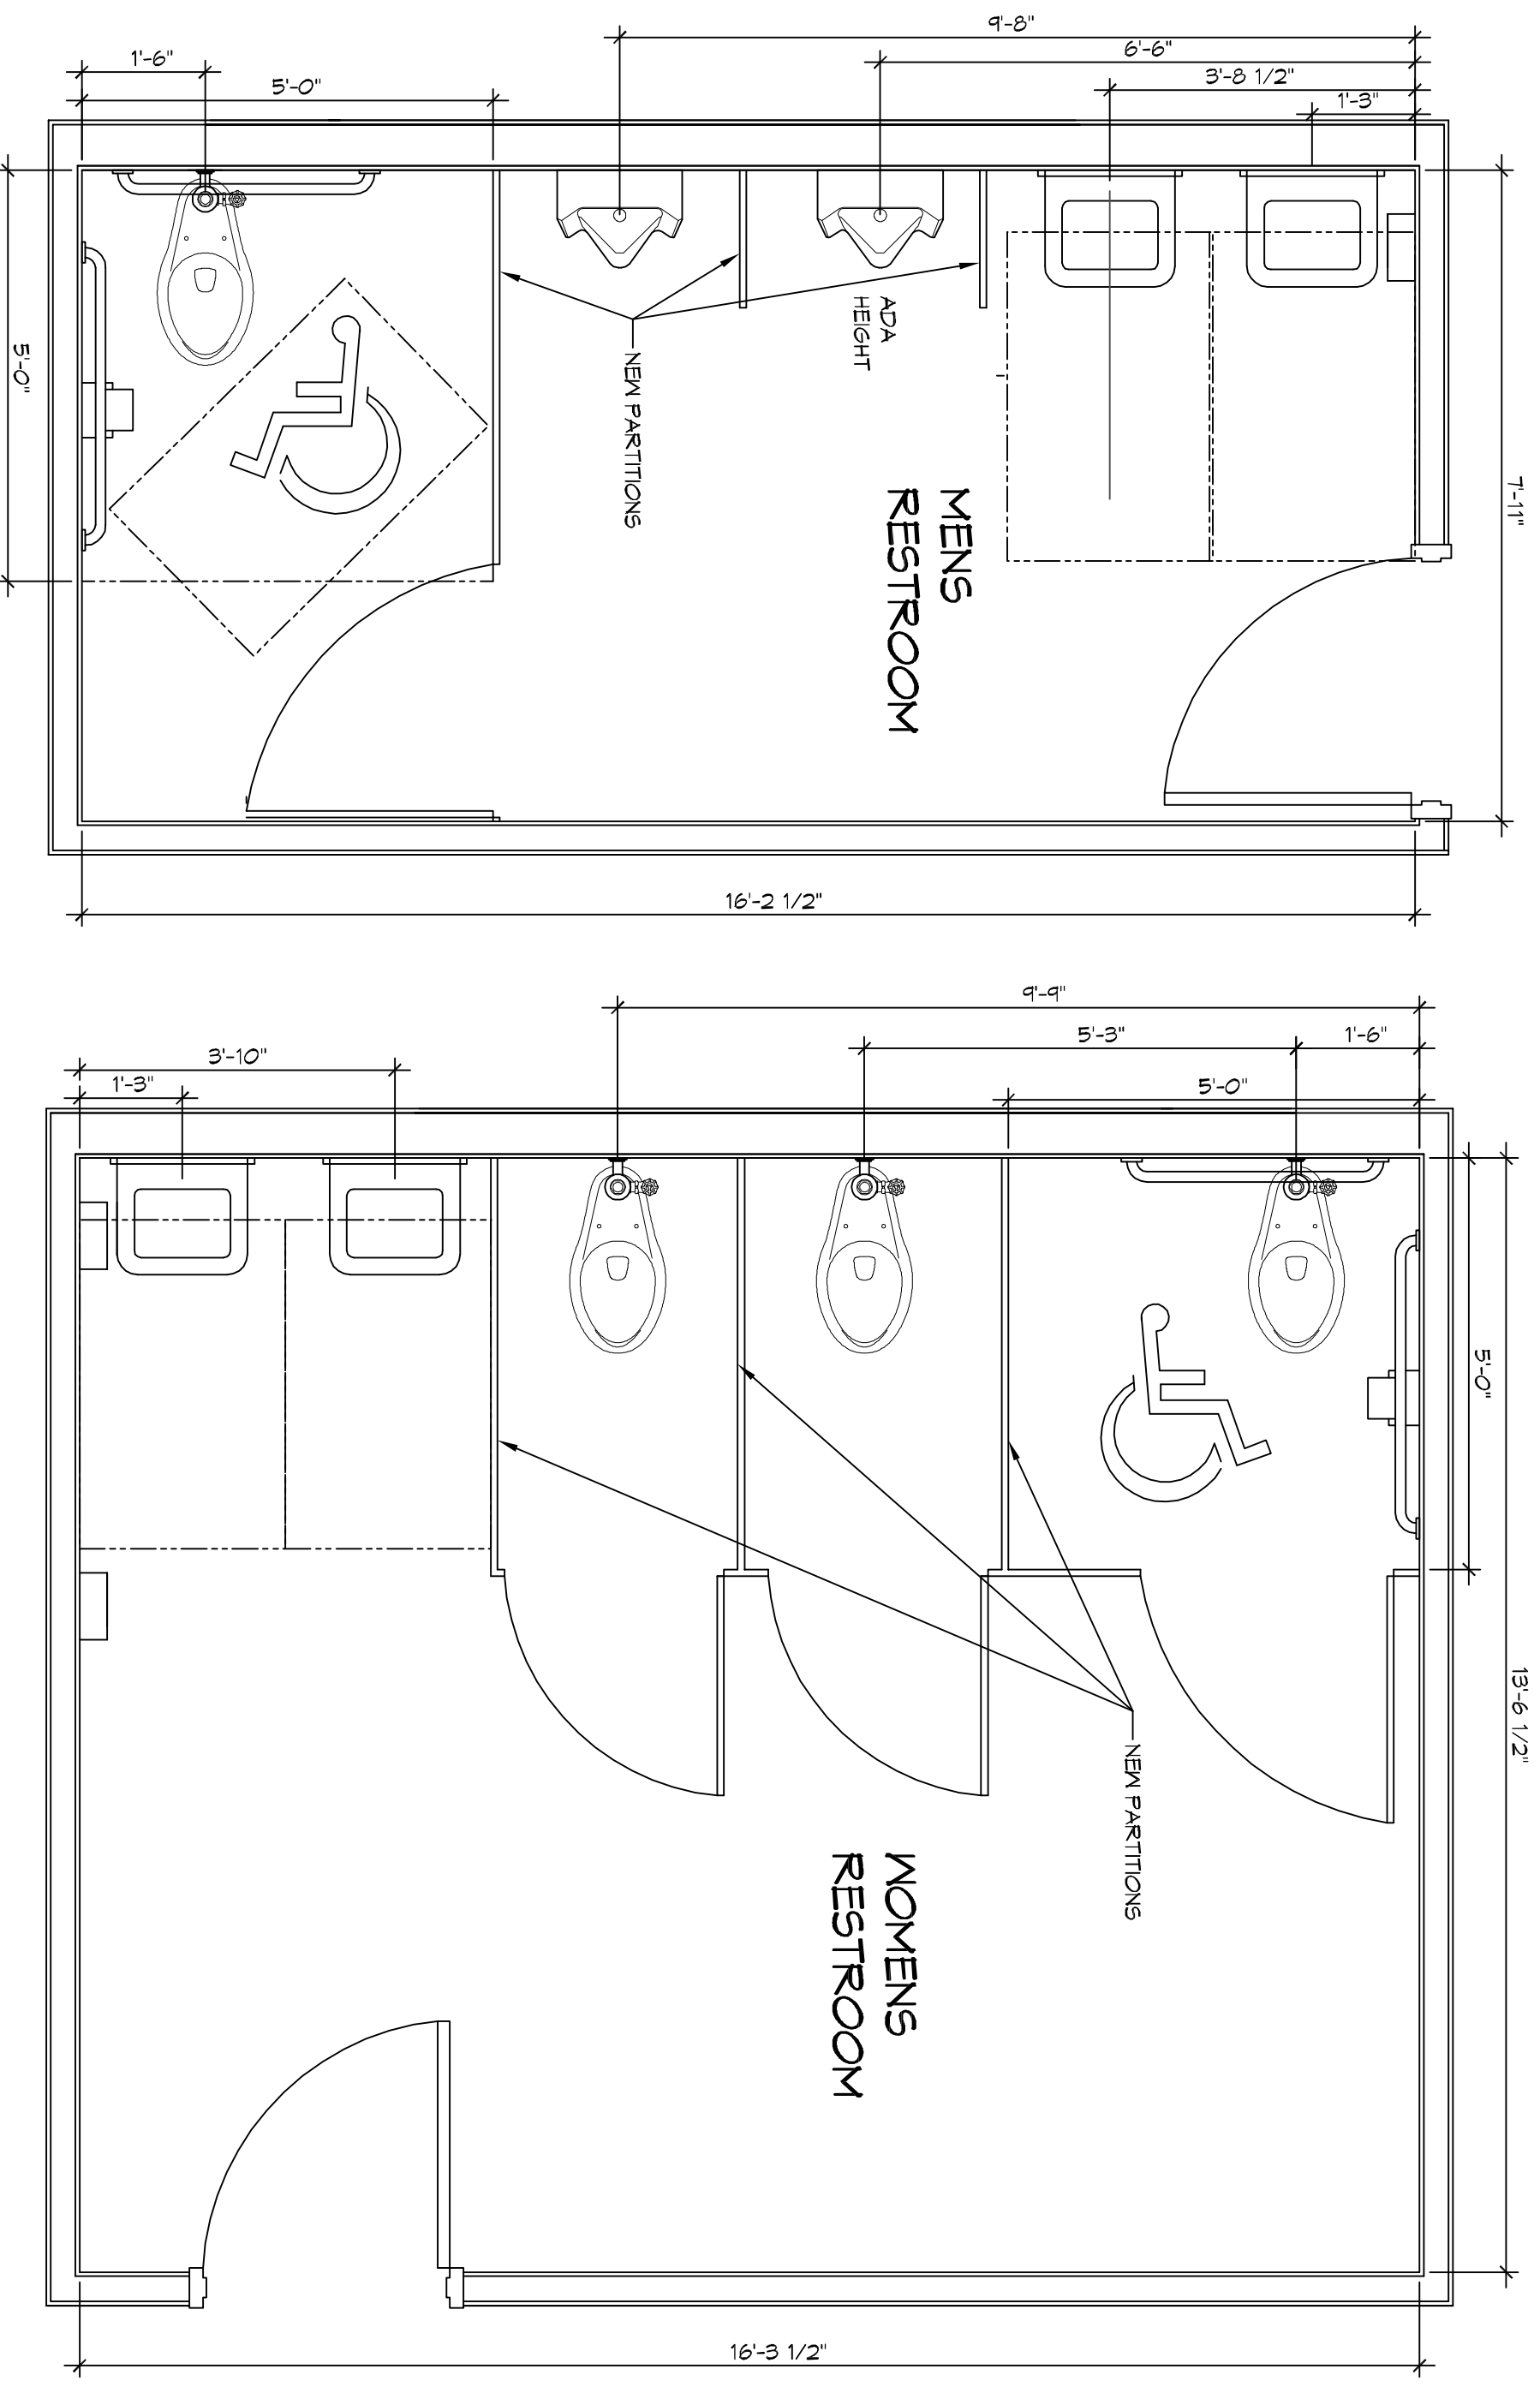 9'-8"
6'-6"
3'-8 1/2"
1'-3"
1'-6"
5'-0"
5'-0"
7'-11"
ADA
HEIGHT
NEW PARTITIONS
MENS
RESTROOM
16'-2 1/2"
9'-9"
5'-3"
1'-6"
3'-10"
1'-3"
5'-0"
5'-0"
13'-6 1/2"
NEW PARTITIONS
WOMENS
RESTROOM
16'-3 1/2"